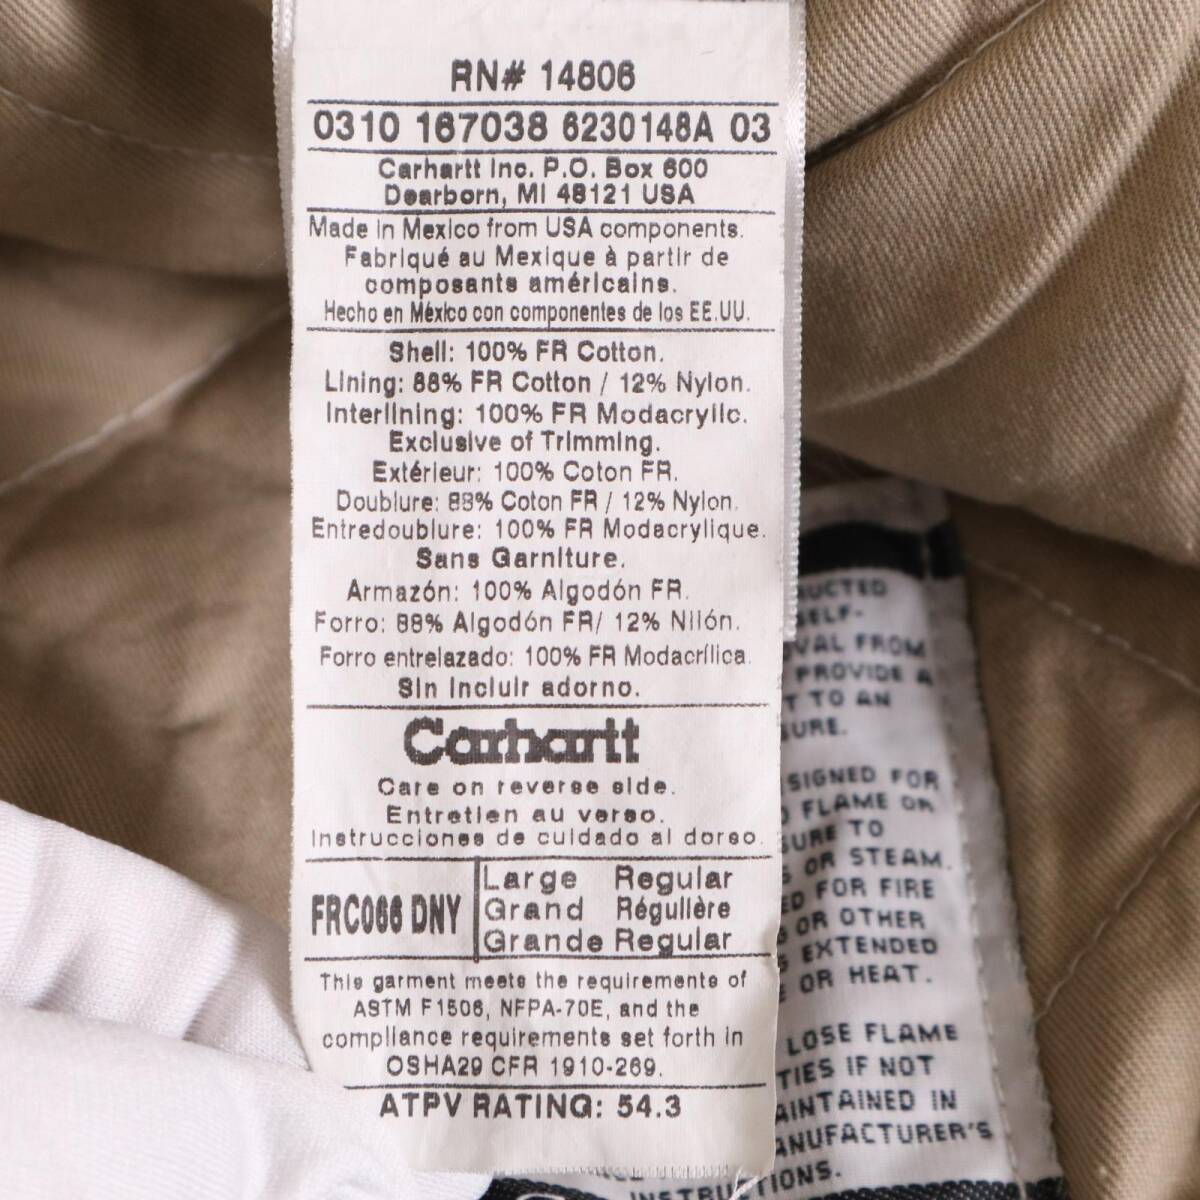 RN# 14806
0310 167038 6230148A 03
Carhartt Inc. P.O. Box 600
Dearborn, MI 48121 USA
Made in Mexico from USA components.
Fabriqué au Mexique à partir de
composants américains.
Hecho en México con componentes de los EE.UU.
Shell: 100% FR Cotton.
Lining: 88% FR Cotton / 12% Nylon.
Interlining: 100% FR Modacrylic.
Exclusive of Trimming.
Extérieur: 100% Coton FR.
Doublure: 88% Coton FR / 12% Nylon.
Entredoublure: 100% FR Modacrylique.
Sans Garniture.
Armazón: 100% Algodón FR.
Forro: 88% Algodón FR/ 12% Nilón.
Forro entrelazado: 100% FR Modacrílica.
Sin Incluir adorno.
Carhartt
Care on reverse side.
Entretien au verso.
Instrucciones de cuidado al dorso.
FRC066 DNY
Large Regular
Grand Régulière
Grande Regular
This garment meets the requirements of
ASTM F1506, NFPA-70E, and the
compliance requirements set forth in
OSHA29 CFR 1910-269.
ATPV RATING: 54.3
UCTED
SELF-
VAL FROM
PROVIDE A
T TO AN
SURE.
SIGNED FOR
FLAME OR
SURE TO
OR STEAM.
ED FOR FIRE
OR OTHER
EXTENDED
OR HEAT.
LOSE FLAME
TIES IF NOT
AINTAINED IN
ANUFACTURER'S
INSTRUCTIONS.